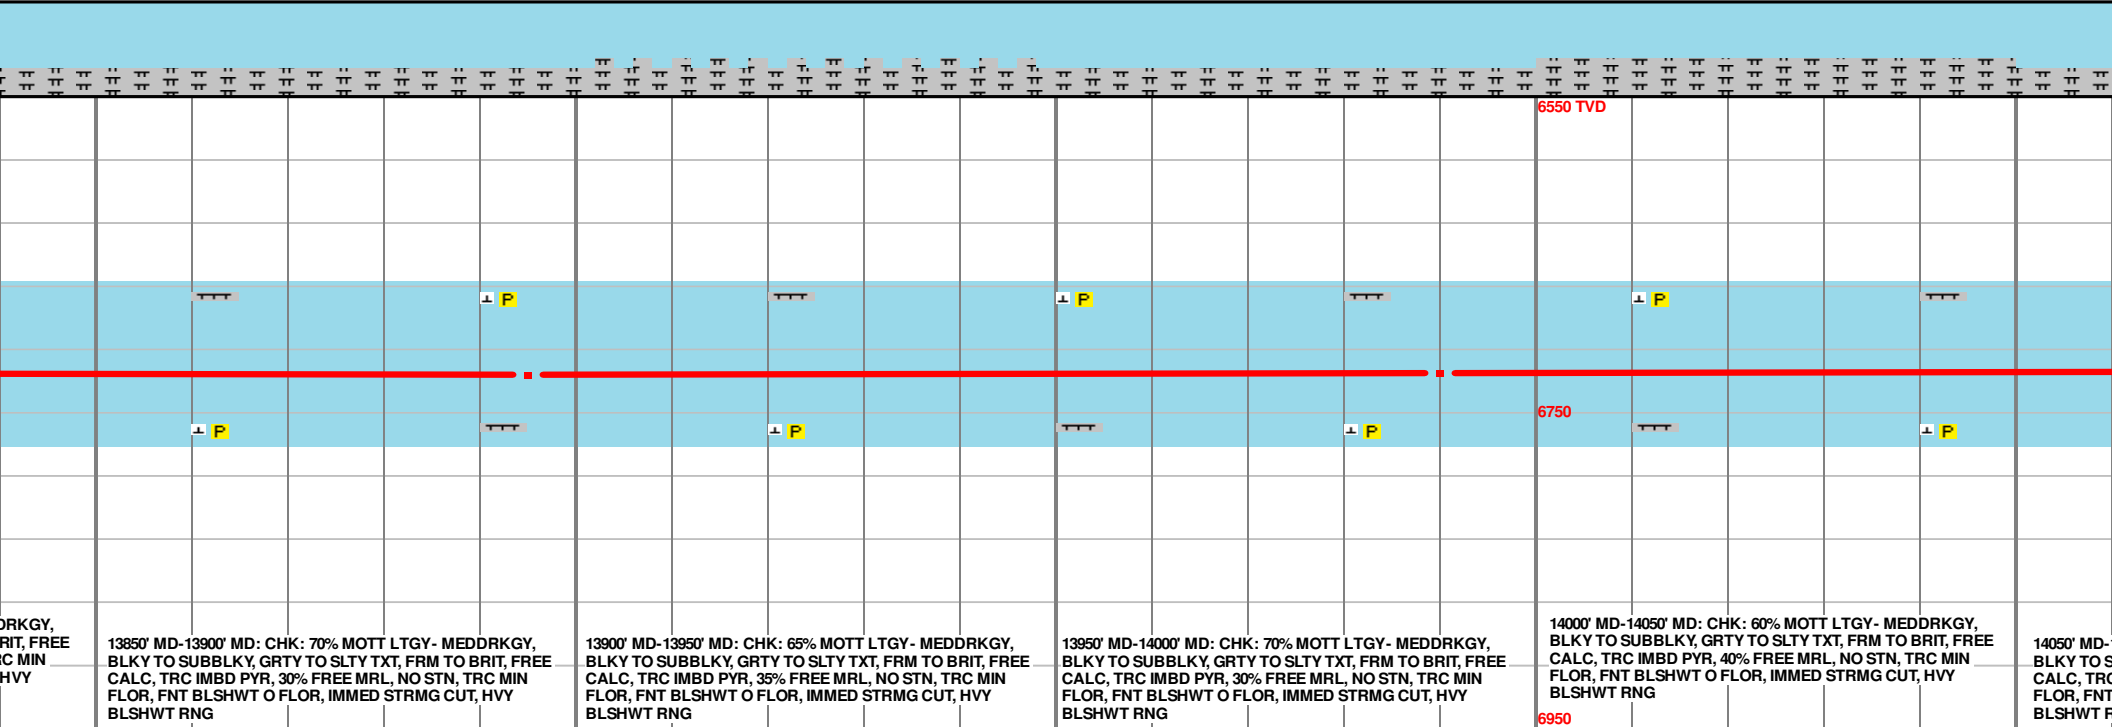 6550 TVD
P
P
P
P
P
P
P
6750
DRKGY,
RIT, FREE
RC MIN
HVY
13850' MD-13900' MD: CHK: 70% MOTT LTGY- MEDDRKGY,
BLKY TO SUBBLKY, GRTY TO SLTY TXT, FRM TO BRIT, FREE
CALC, TRC IMBD PYR, 30% FREE MRL, NO STN, TRC MIN
FLOR, FNT BLSHWT O FLOR, IMMED STRMG CUT, HVY
BLSHWT RNG
13900' MD-13950' MD: CHK: 65% MOTT LTGY- MEDDRKGY,
BLKY TO SUBBLKY, GRTY TO SLTY TXT, FRM TO BRIT, FREE
CALC, TRC IMBD PYR, 35% FREE MRL, NO STN, TRC MIN
FLOR, FNT BLSHWT O FLOR, IMMED STRMG CUT, HVY
BLSHWT RNG
13950' MD-14000' MD: CHK: 70% MOTT LTGY- MEDDRKGY,
BLKY TO SUBBLKY, GRTY TO SLTY TXT, FRM TO BRIT, FREE
CALC, TRC IMBD PYR, 30% FREE MRL, NO STN, TRC MIN
FLOR, FNT BLSHWT O FLOR, IMMED STRMG CUT, HVY
BLSHWT RNG
14000' MD-14050' MD: CHK: 60% MOTT LTGY- MEDDRKGY,
BLKY TO SUBBLKY, GRTY TO SLTY TXT, FRM TO BRIT, FREE
CALC, TRC IMBD PYR, 40% FREE MRL, NO STN, TRC MIN
FLOR, FNT BLSHWT O FLOR, IMMED STRMG CUT, HVY
BLSHWT RNG
14050' MD-
BLKY TO S
CALC, TRC
FLOR, FNT
BLSHWT R
6950